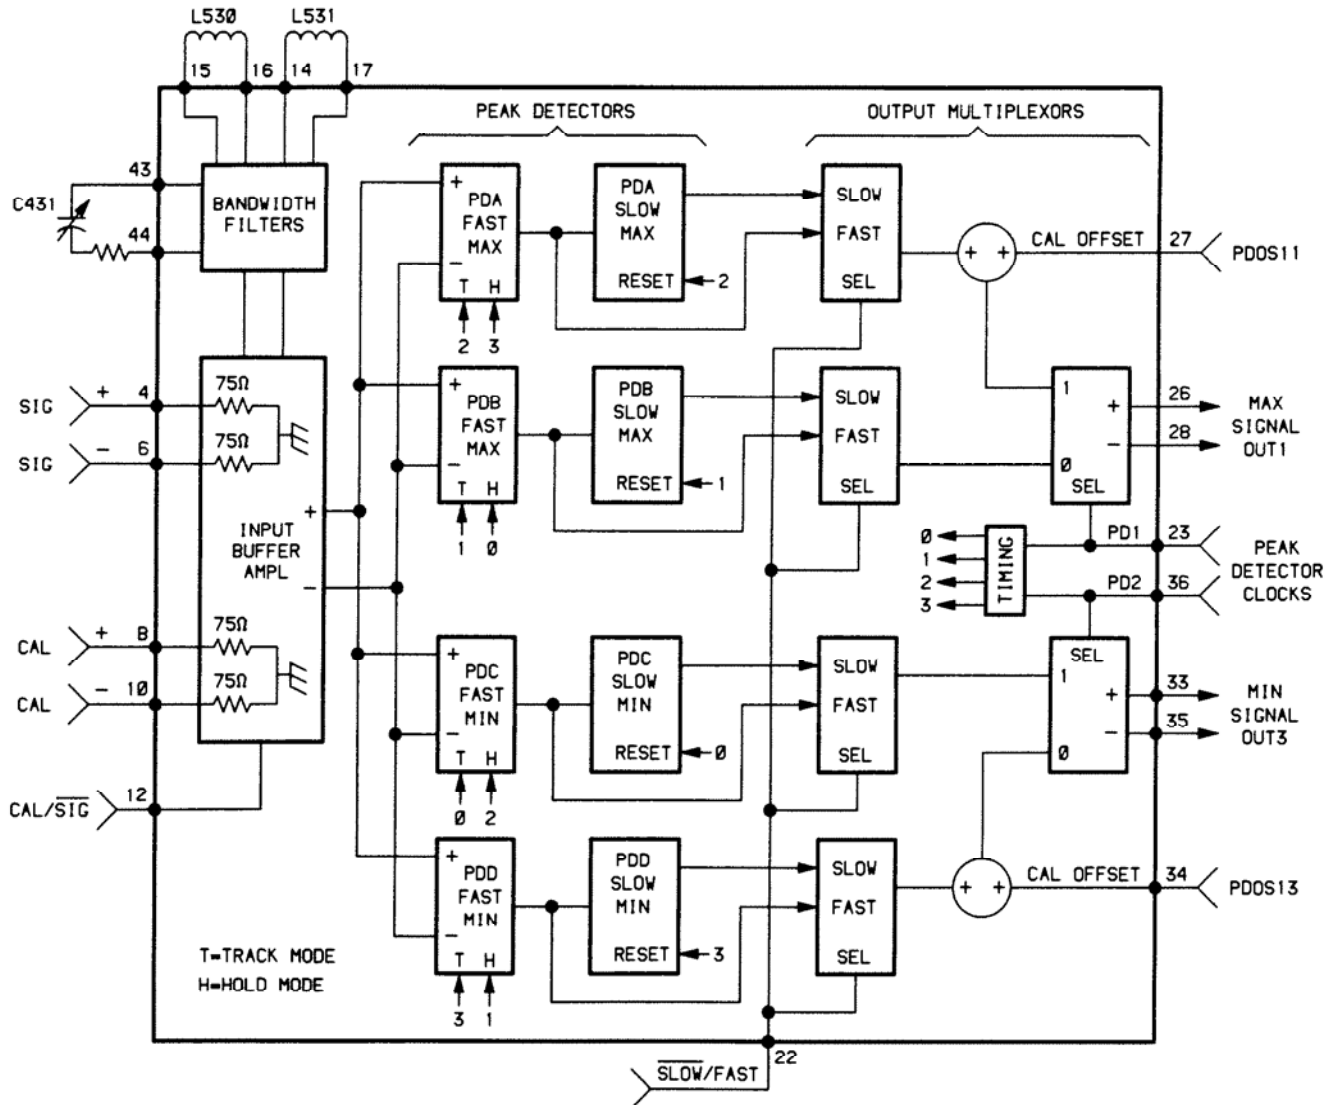 L530 L531
15 16 14 17
PEAK DETECTORS OUTPUT MULTIPLEXORS
43
C431
44
BANDWIDTH
FILTERS
+
PDA
FAST
MAX
−
T H
2 3
PDA
SLOW
MAX
RESET 2
SLOW
FAST
SEL
+ +
CAL OFFSET 27 PDOS11
SIG + 4 75Ω
SIG − 6 75Ω
INPUT
BUFFER
AMPL
+
−
+
PDB
FAST
MAX
−
T H
1 0
PDB
SLOW
MAX
RESET 1
SLOW
FAST
SEL
1
0
+
−
SEL
26
28
MAX
SIGNAL
OUT1
0
1
2
3
TIMING
PD1 23
PD2 36
PEAK
DETECTOR
CLOCKS
CAL + 8 75Ω
CAL − 10 75Ω
CAL/SIG 12
+
PDC
FAST
MIN
−
T H
0 2
PDC
SLOW
MIN
RESET 0
SLOW
FAST
SEL
SEL
1
0
+
−
33
35
MIN
SIGNAL
OUT3
+
PDD
FAST
MIN
−
T H
3 1
PDD
SLOW
MIN
RESET 3
SLOW
FAST
SEL
+ +
CAL OFFSET 34 PDOS13
T=TRACK MODE
H=HOLD MODE
22
SLOW/FAST